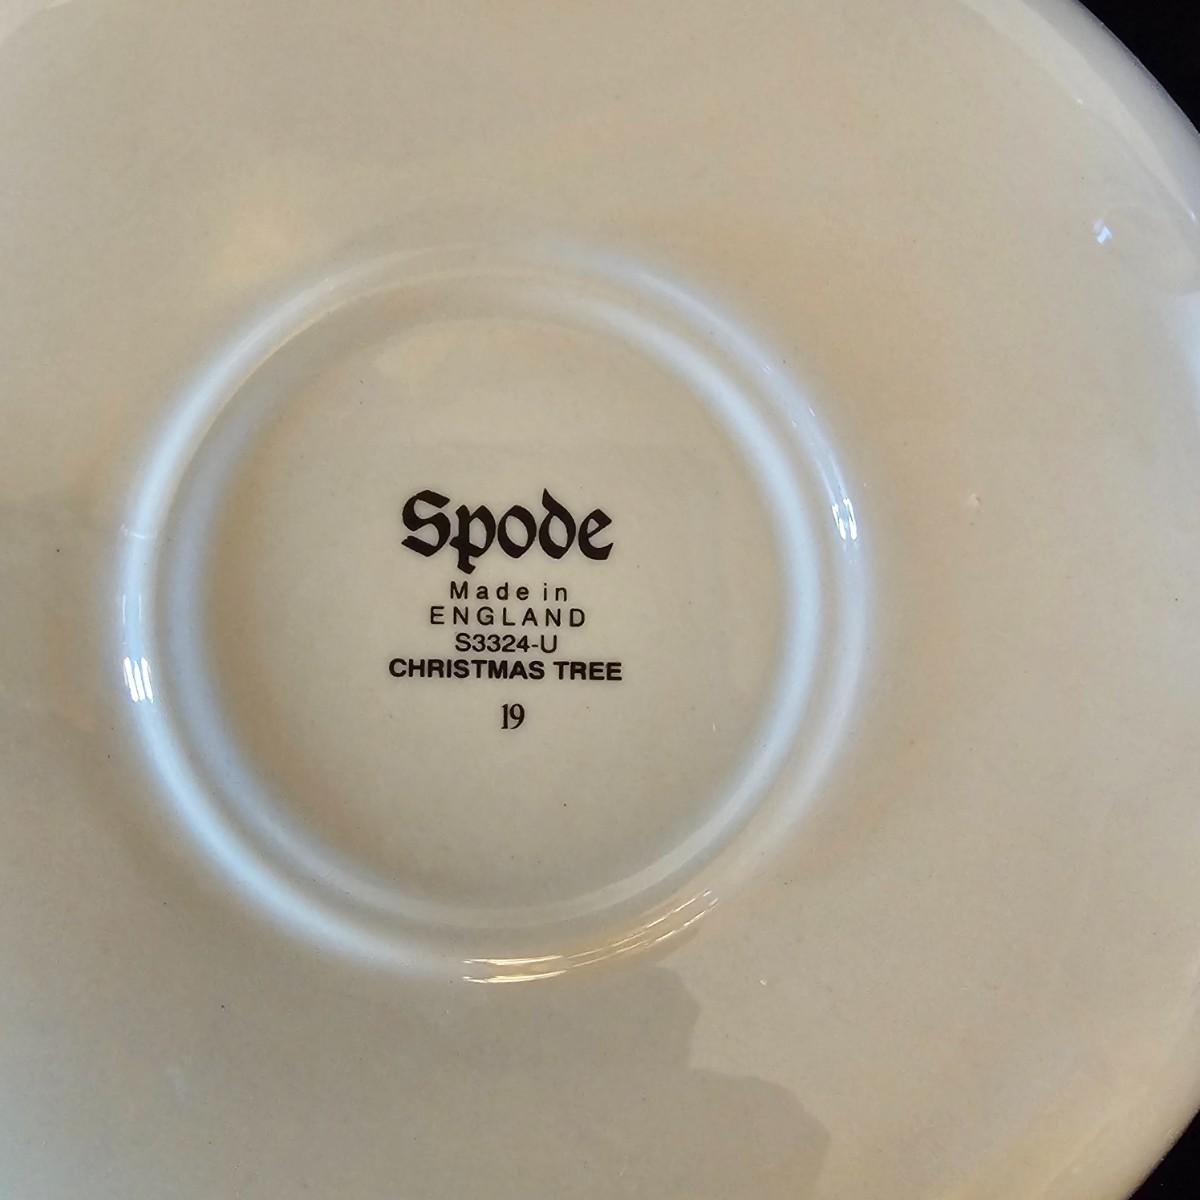 Spode
Made in
ENGLAND
S3324-U
CHRISTMAS TREE
19